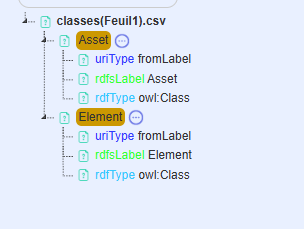 classes(Feuil1).csv
Asset
uriType fromLabel
rdfsLabel Asset
rdfType owl:Class
Element
uriType fromLabel
rdfsLabel Element
rdfType owl:Class